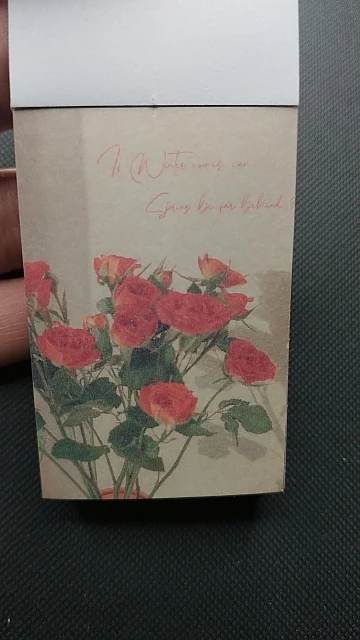 If Winter comes can
Spring be far Behind ?